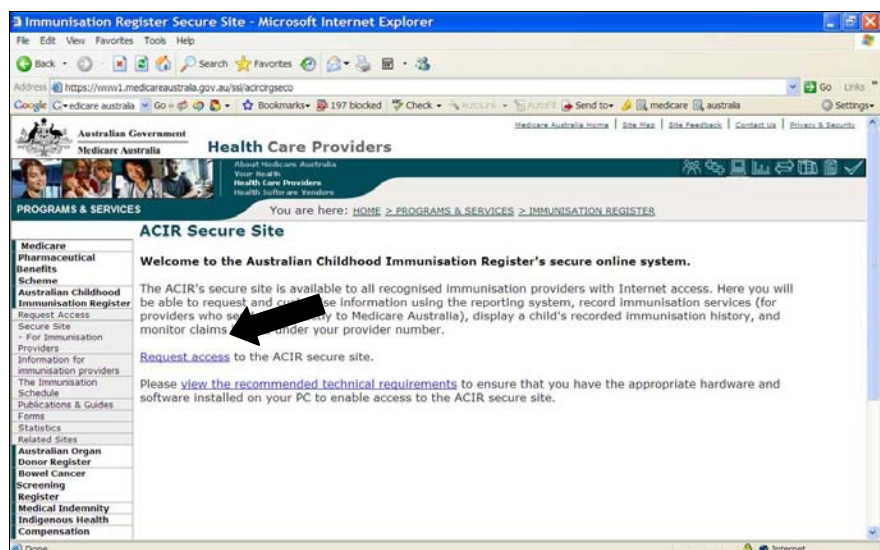 Immunisation Register Secure Site - Microsoft Internet Explorer
File Edit View Favorites Tools Help
Back Search Favorites
Address https://www1.medicareaustralia.gov.au/ssl/acircirgseco Go Links
Google edicare australia Go Bookmarks 197 blocked Check AutoLink AutoFill Send to medicare australia Settings
Medicare Australia Home | Site Map | Site Feedback | Contact Us | Privacy & Security
Australian Government
Medicare Australia
Health Care Providers
About Medicare Australia
Your Health
Health Care Providers
Health Software Vendors
PROGRAMS & SERVICES
You are here: HOME > PROGRAMS & SERVICES > IMMUNISATION REGISTER
Medicare
Pharmaceutical
Benefits
Scheme
Australian Childhood
Immunisation Register
Request Access
Secure Site
- For Immunisation
Providers
Information for
immunisation providers
The Immunisation
Schedule
Publications & Guides
Forms
Statistics
Related Sites
Australian Organ
Donor Register
Bowel Cancer
Screening
Register
Medical Indemnity
Indigenous Health
Compensation
ACIR Secure Site
Welcome to the Australian Childhood Immunisation Register's secure online system.
The ACIR's secure site is available to all recognised immunisation providers with Internet access. Here you will
be able to request and information using the reporting system, record immunisation services (for
providers who to Medicare Australia), display a child's recorded immunisation history, and
monitor claims under your provider number.
Request access to the ACIR secure site.
Please view the recommended technical requirements to ensure that you have the appropriate hardware and
software installed on your PC to enable access to the ACIR secure site.
Done Internet